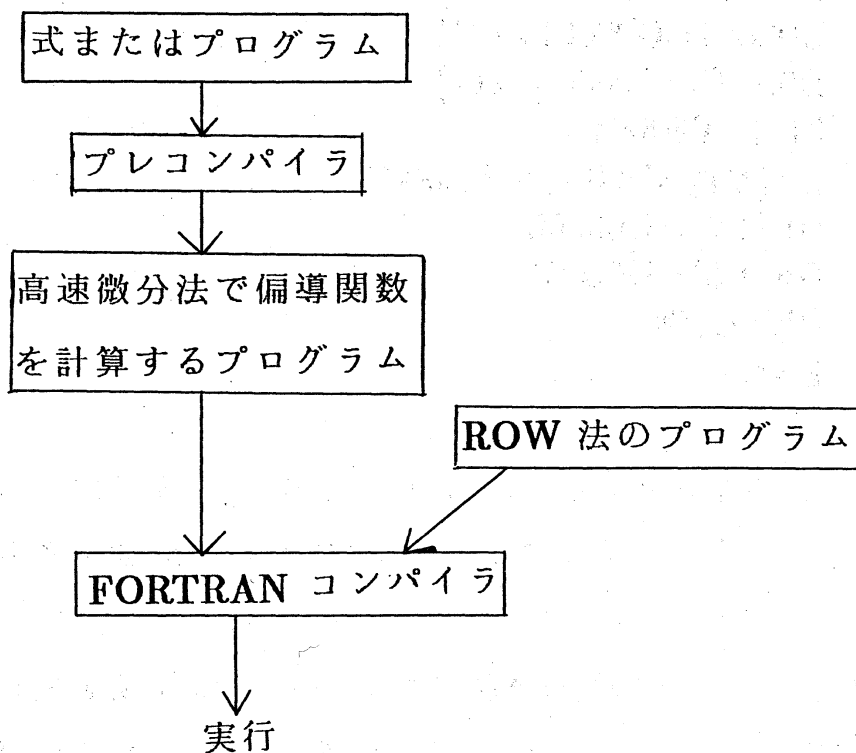 式またはプログラム
プレコンパイラ
高速微分法で偏導関数
を計算するプログラム
ROW 法のプログラム
FORTRAN コンパイラ
実行